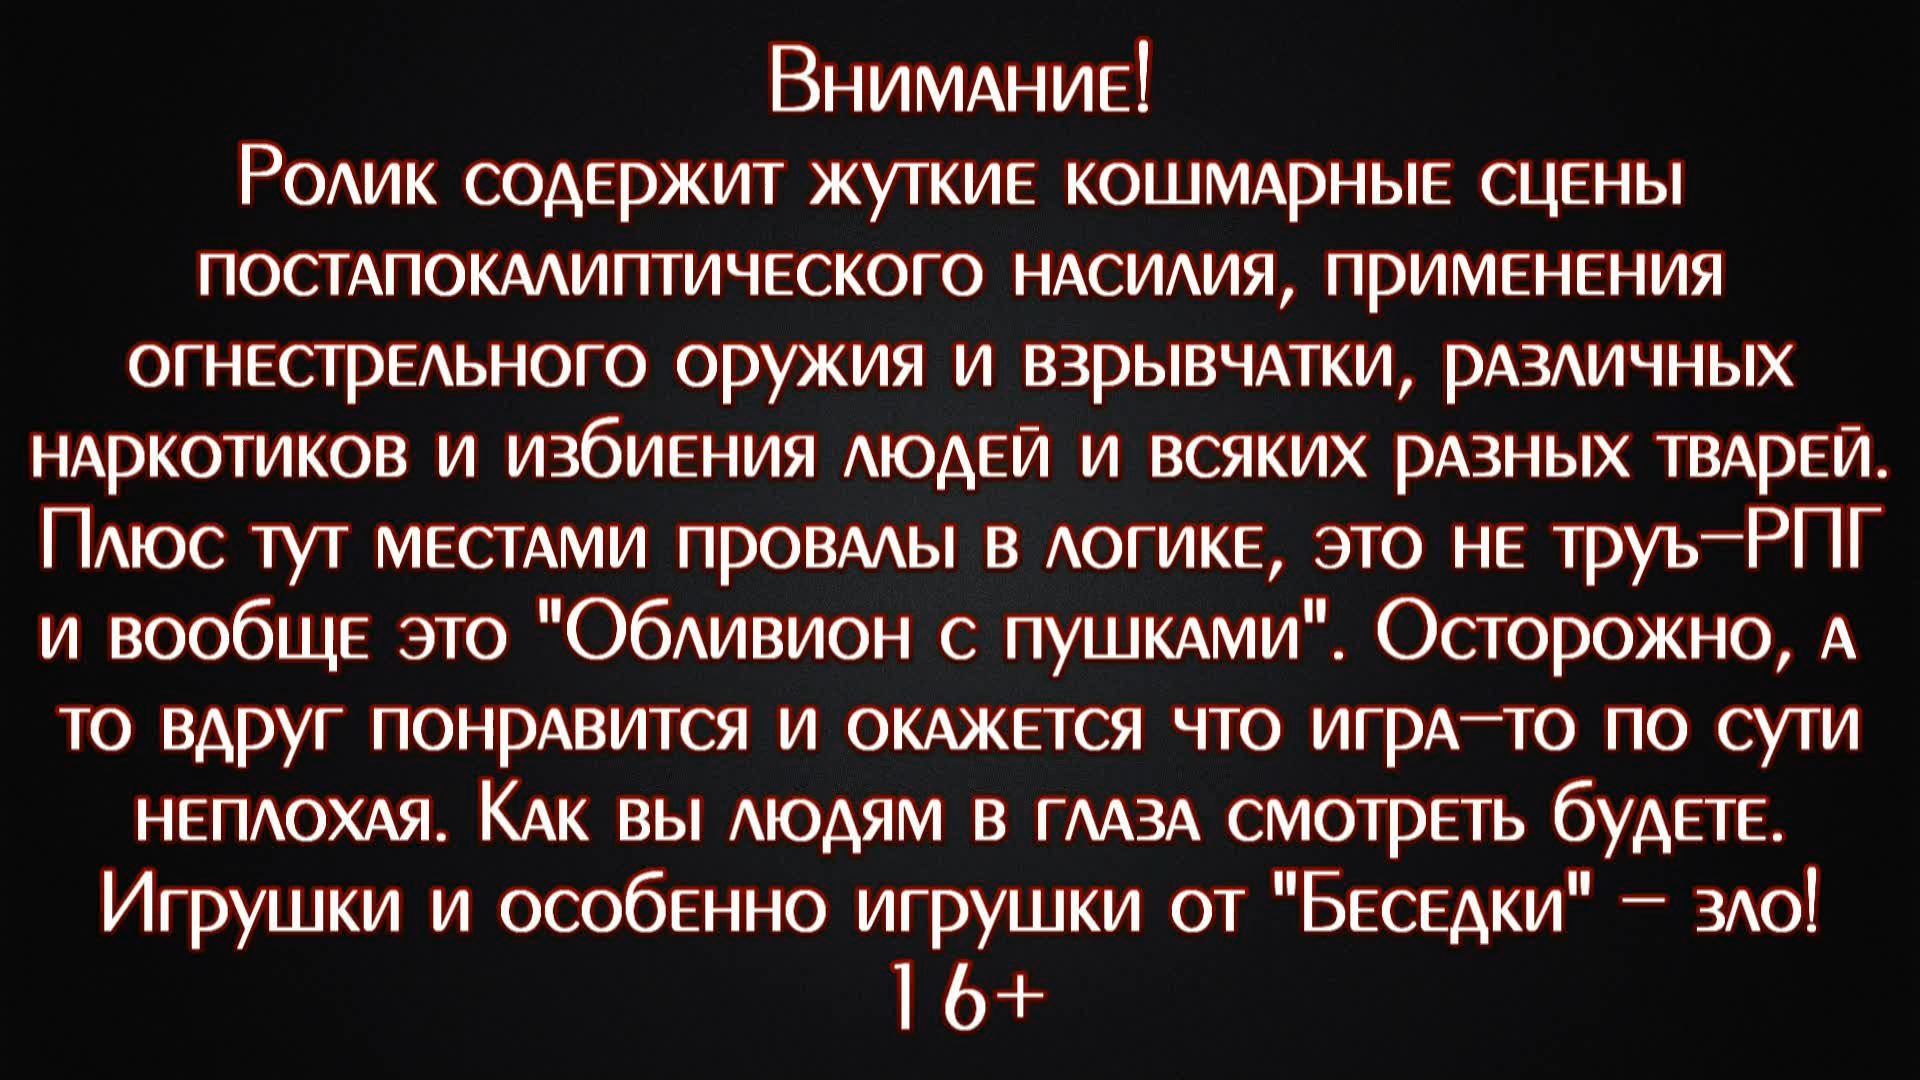 Внимание!
Ролик содержит жуткие кошмарные сцены
постапокалиптического насилия, применения
огнестрельного оружия и взрывчатки, различных
наркотиков и избиения людей и всяких разных тварей.
Плюс тут местами провалы в логике, это не труъ-РПГ
и вообще это "Обливион с пушками". Осторожно, а
то вдруг понравится и окажется что игра-то по сути
неплохая. Как вы людям в глаза смотреть будете.
Игрушки и особенно игрушки от "Беседки" - зло!
16+